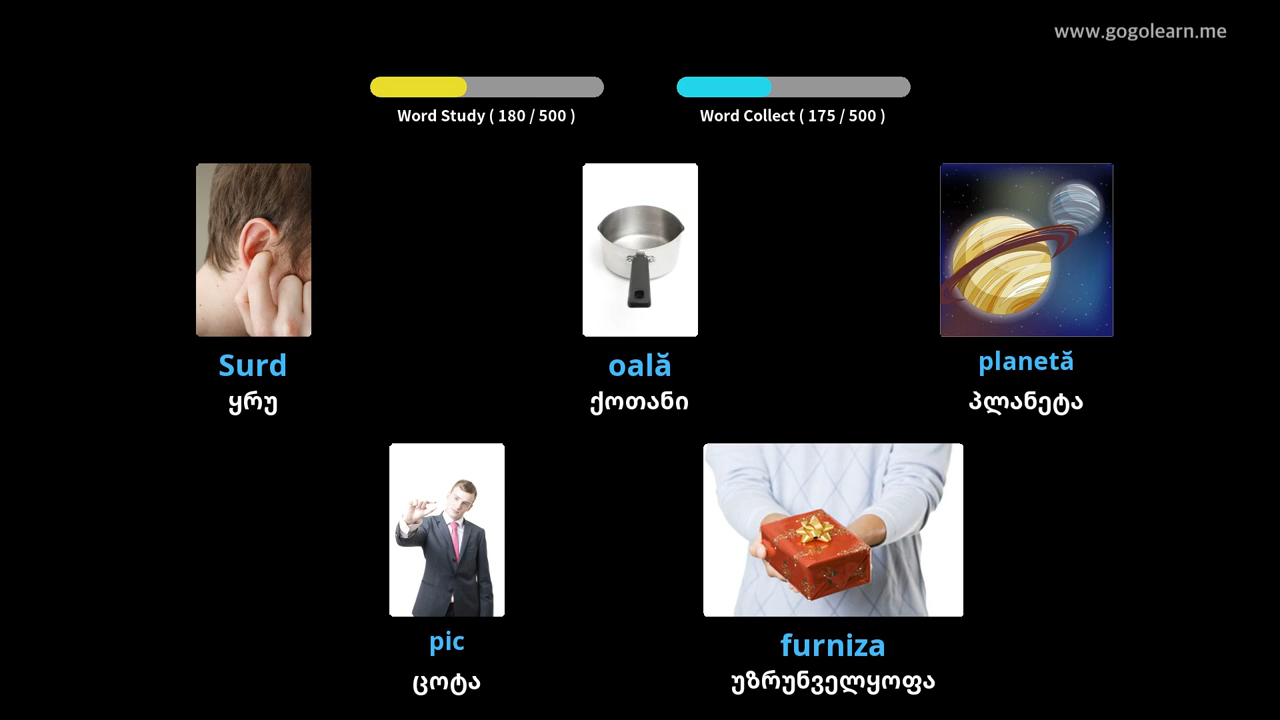 www.gogolearn.me
Word Study ( 180 / 500 )
Word Collect ( 175 / 500 )
Surd
ყრუ
oală
ქოთანი
planetă
პლანეტა
pic
ცოტა
furniza
უზრუნველყოფა